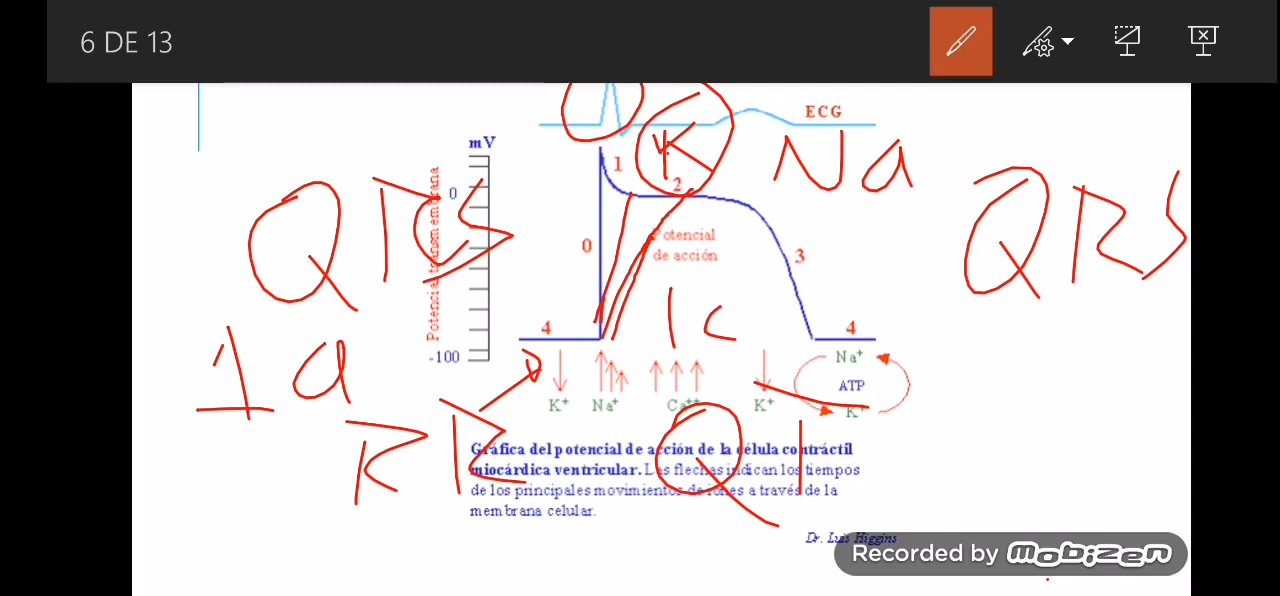 6 DE 13
ECG
mV
K
Na
1
2
0
QRS
QRS
Potencial transmembrana
0
Potencial
de acción
3
1c
4
4
-100
1a
Na⁺
ATP
K⁺
K⁺
Na⁺
Ca⁺⁺
K⁺
RR
Q
Gráfica del potencial de acción de la célula contráctil
miocárdica ventricular. Las flechas indican los tiempos
de los principales movimientos de iones a través de la
membrana celular.
Dr. Luis Higgins
Recorded by mobizen